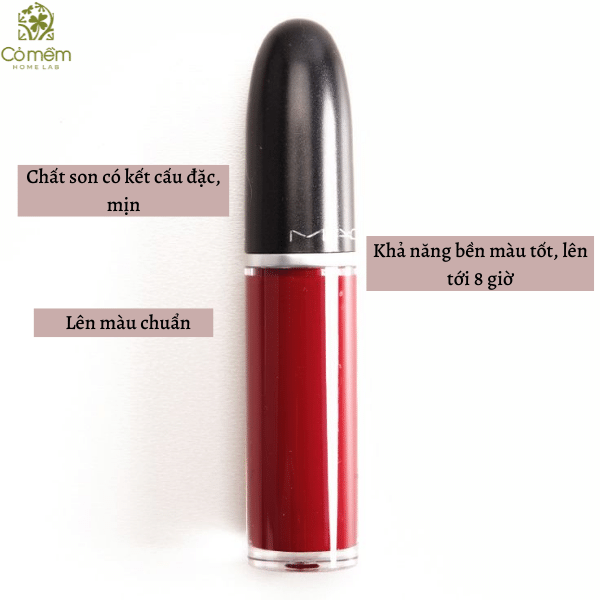 Cỏ mềm
HOME LAB
Chất son có kết cấu đặc,
mịn
MAC
Khả năng bền màu tốt, lên
tới 8 giờ
Lên màu chuẩn